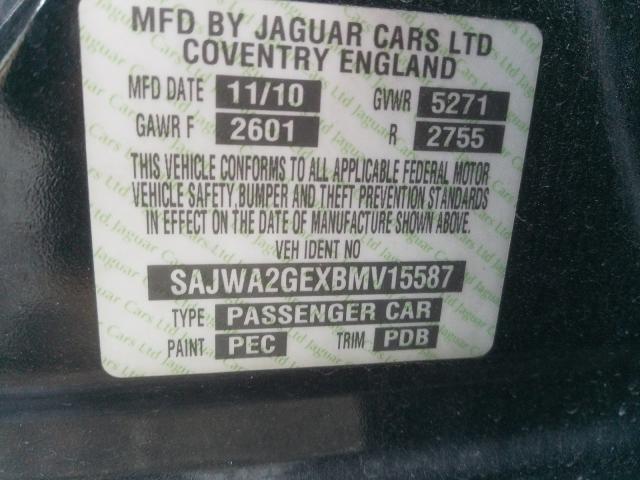 MFD BY JAGUAR CARS LTD
COVENTRY ENGLAND
MFD DATE 11/10 GVWR 5271
GAWR F 2601 R 2755
THIS VEHICLE CONFORMS TO ALL APPLICABLE FEDERAL MOTOR
VEHICLE SAFETY,BUMPER AND THEFT PREVENTION STANDARDS
IN EFFECT ON THE DATE OF MANUFACTURE SHOWN ABOVE.
VEH IDENT NO
SAJWA2GEXBMV15587
TYPE PASSENGER CAR
PAINT PEC TRIM PDB